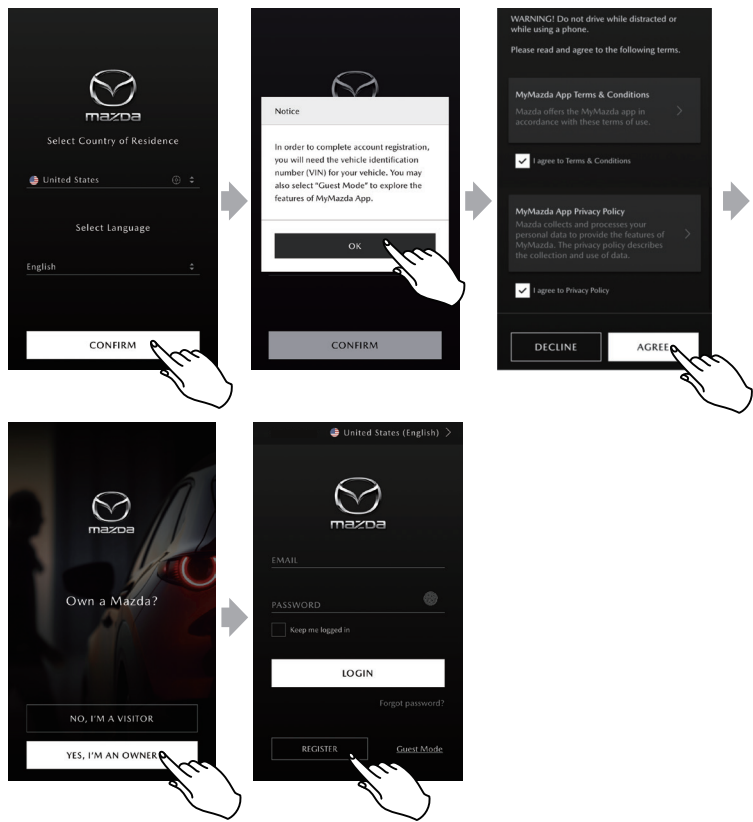 mazda
Select Country of Residence
United States
Select Language
English
CONFIRM
Notice
In order to complete account registration,
you will need the vehicle identification
number (VIN) for your vehicle. You may
also select "Guest Mode" to explore the
features of MyMazda App.
OK
CONFIRM
WARNING! Do not drive while distracted or
while using a phone.
Please read and agree to the following terms.
MyMazda App Terms & Conditions
Mazda offers the MyMazda app in
accordance with these terms of use.
I agree to Terms & Conditions
MyMazda App Privacy Policy
Mazda collects and processes your
personal data to provide the features of
MyMazda. The privacy policy describes
the collection and use of data.
I agree to Privacy Policy
DECLINE
AGREE
mazda
Own a Mazda?
NO, I'M A VISITOR
YES, I'M AN OWNER
United States (English)
mazda
EMAIL
PASSWORD
Keep me logged in
LOGIN
Forgot password?
REGISTER
Guest Mode